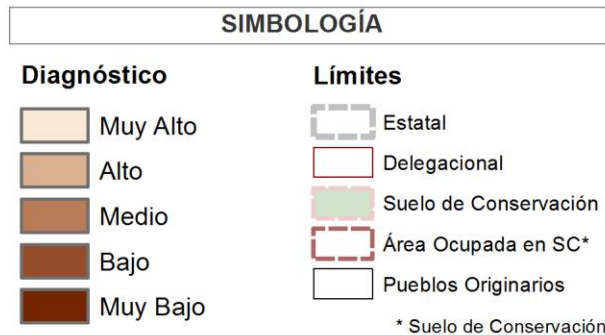 SIMBOLOGÍA
Diagnóstico
Muy Alto
Alto
Medio
Bajo
Muy Bajo
Límites
Estatal
Delegacional
Suelo de Conservación
Área Ocupada en SC*
Pueblos Originarios
* Suelo de Conservación